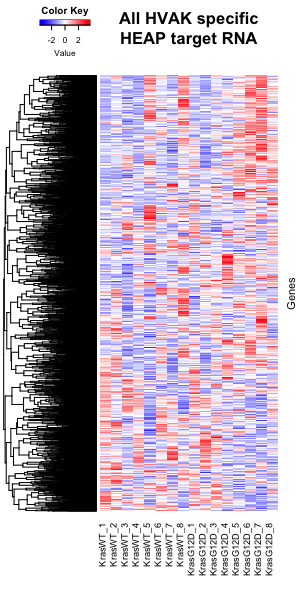 Color Key
-2 0 2
Value
All HVAK specific
HEAP target RNA
Genes
KrasWT_1
KrasWT_2
KrasWT_3
KrasWT_4
KrasWT_5
KrasWT_6
KrasWT_7
KrasWT_8
KrasG12D_1
KrasG12D_2
KrasG12D_3
KrasG12D_4
KrasG12D_5
KrasG12D_6
KrasG12D_7
KrasG12D_8